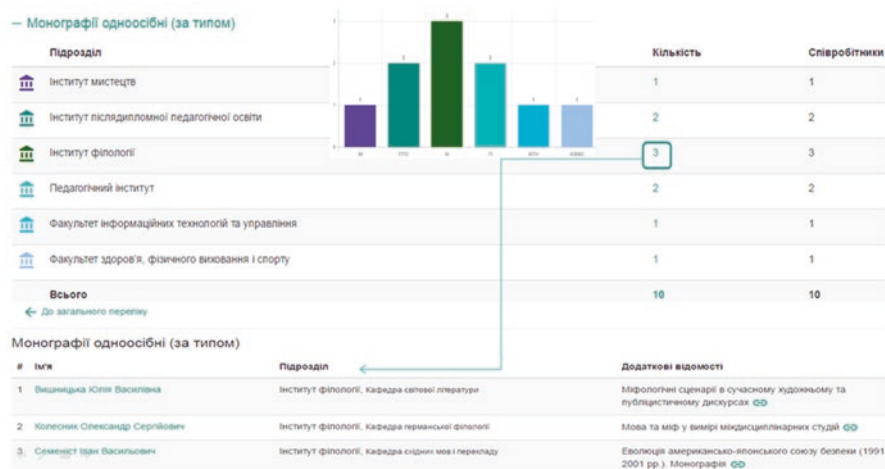 — Монографії одноосібні (за типом)
Підрозділ Кількість Співробітники
Інститут мистецтв 1 1
Інститут післядипломної педагогічної освіти 2 2
Інститут філології 3 3
Педагогічний інститут 2 2
Факультет інформаційних технологій та управління 1 1
Факультет здоров'я, фізичного виховання і спорту 1 1
Всього 10 10
← До загального переліку
Монографії одноосібні (за типом)
# Ім'я Підрозділ Додаткові відомості
1 Вишницька Юлія Василівна Інститут філології, Кафедра світової літератури Міфологічні сценарії в сучасному художньому та
публіцистичному дискурсах
2 Колесник Олександр Сергійович Інститут філології, Кафедра германської філології Мова та міф у вимірі міждисциплінарних студій
3 Семеніст Іван Васильович Інститут філології, Кафедра східних мов і перекладу Еволюція американсько-японського союзу безпеки (1991
2001 рр.). Монографія